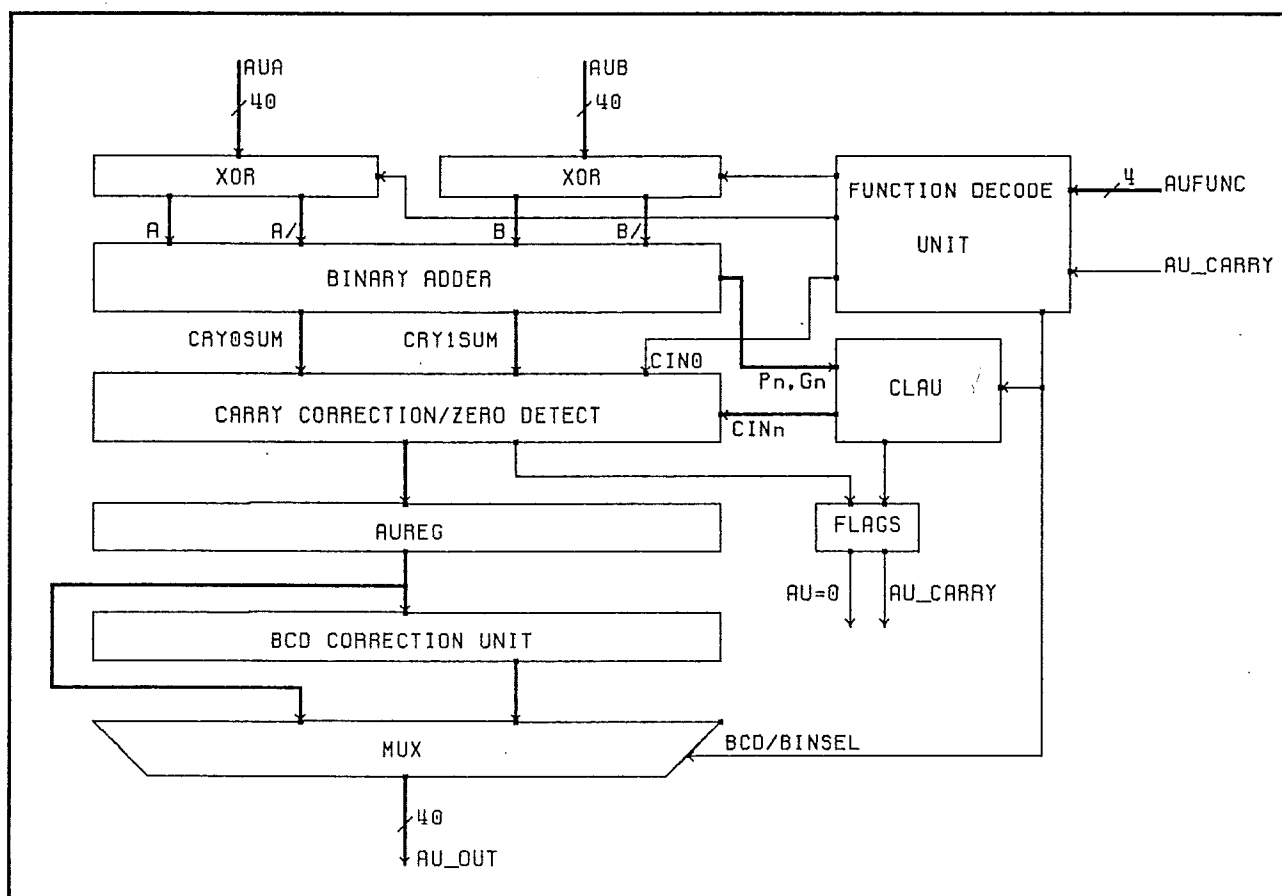 AUA
AUB
40
40
XOR
XOR
FUNCTION DECODE
UNIT
4
AUFUNC
AU_CARRY
A
A/
B
B/
BINARY ADDER
CRY0SUM
CRY1SUM
CIN0
Pn,Gn
CLAU
CINn
CARRY CORRECTION/ZERO DETECT
AUREG
FLAGS
AU=0
AU_CARRY
BCD CORRECTION UNIT
MUX
BCD/BINSEL
40
AU_OUT